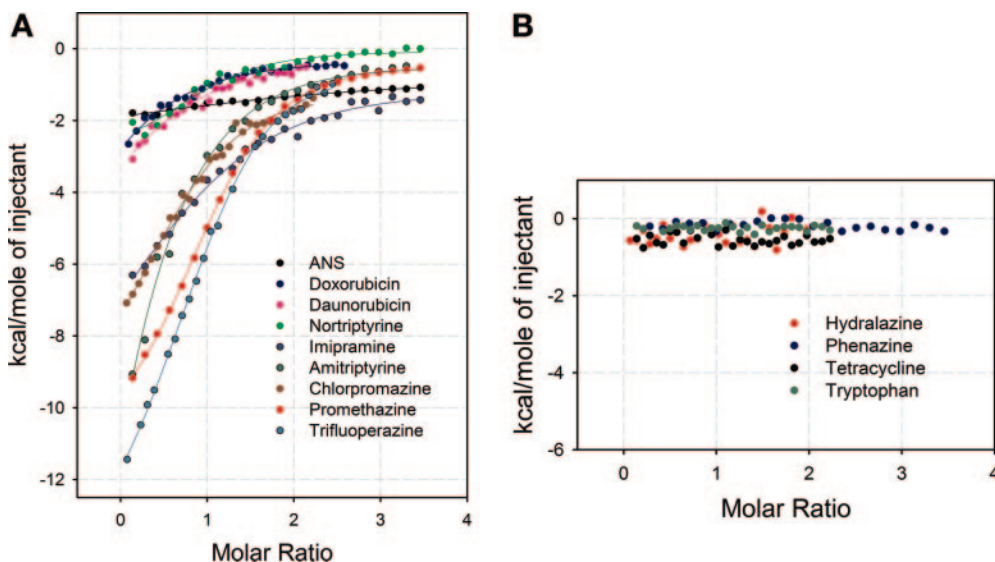 A
kcal/mole of injectant
0
-2
-4
-6
-8
-10
-12
ANS
Doxorubicin
Daunorubicin
Nortriptyrine
Imipramine
Amitriptyrine
Chlorpromazine
Promethazine
Trifluoperazine
0 1 2 3 4
Molar Ratio
B
kcal/mole of injectant
0
-2
-4
-6
Hydralazine
Phenazine
Tetracycline
Tryptophan
0 1 2 3 4
Molar Ratio